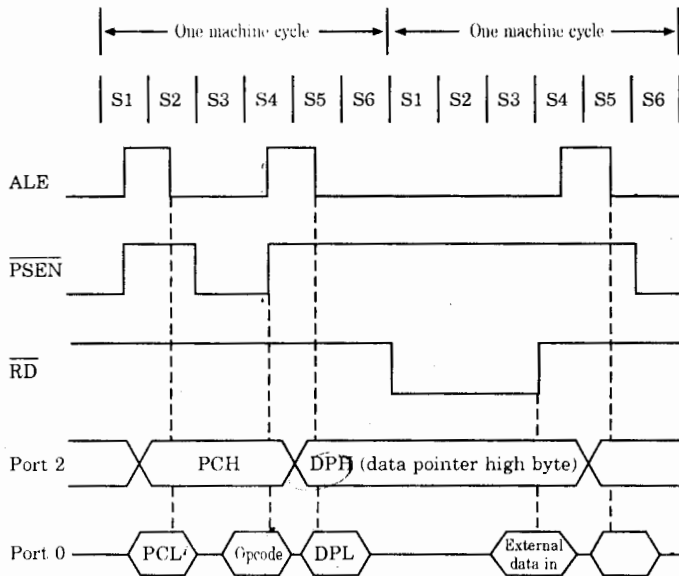 One machine cycle One machine cycle
S1 S2 S3 S4 S5 S6 S1 S2 S3 S4 S5 S6
ALE
PSEN
RD
Port 2 PCH DPH (data pointer high byte)
Port 0 PCL Opcode DPL External
data in